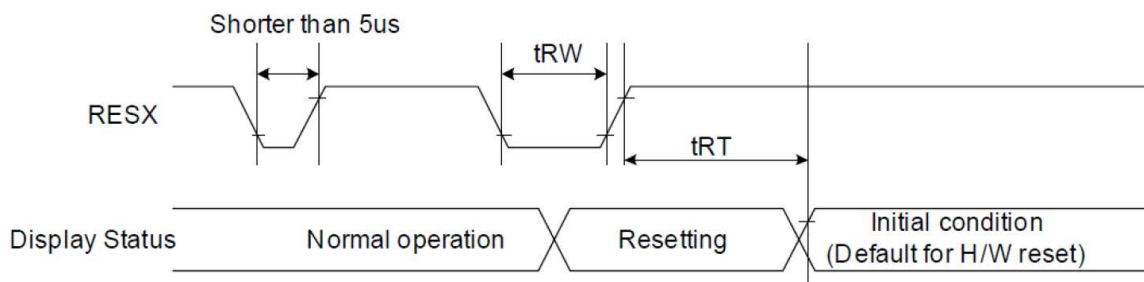 Shorter than 5us
tRW
RESX
tRT
Display Status
Normal operation
Resetting
Initial condition
(Default for H/W reset)